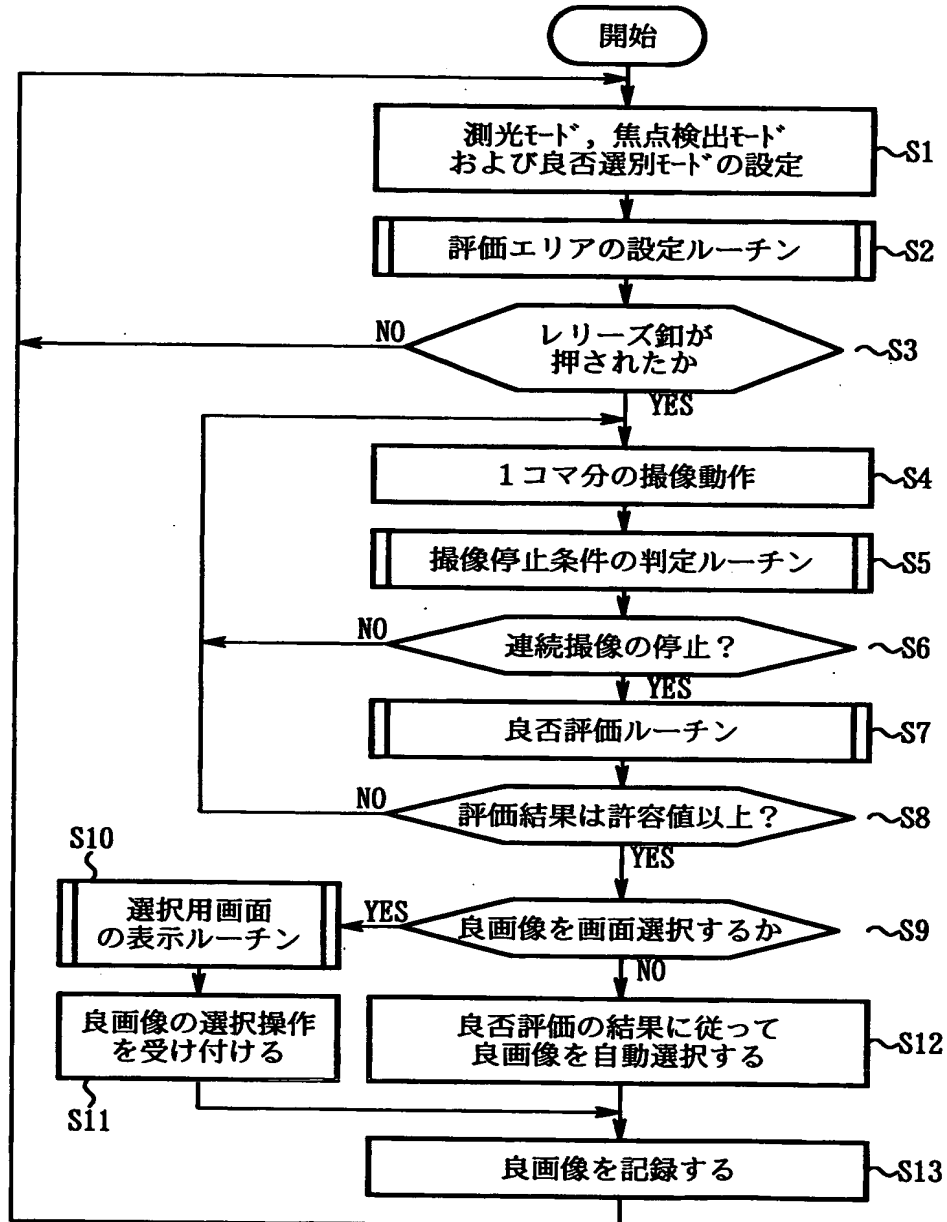 開始
測光ﾓｰﾄﾞ,焦点検出ﾓｰﾄﾞ
および良否選別ﾓｰﾄﾞの設定
S1
評価エリアの設定ルーチン
S2
NO
レリーズ釦が
押されたか
S3
YES
1コマ分の撮像動作
S4
撮像停止条件の判定ルーチン
S5
NO
連続撮像の停止?
S6
YES
良否評価ルーチン
S7
NO
評価結果は許容値以上?
S8
YES
S10
選択用画面
の表示ルーチン
YES
良画像を画面選択するか
S9
NO
良画像の選択操作
を受け付ける
S11
良否評価の結果に従って
良画像を自動選択する
S12
良画像を記録する
S13